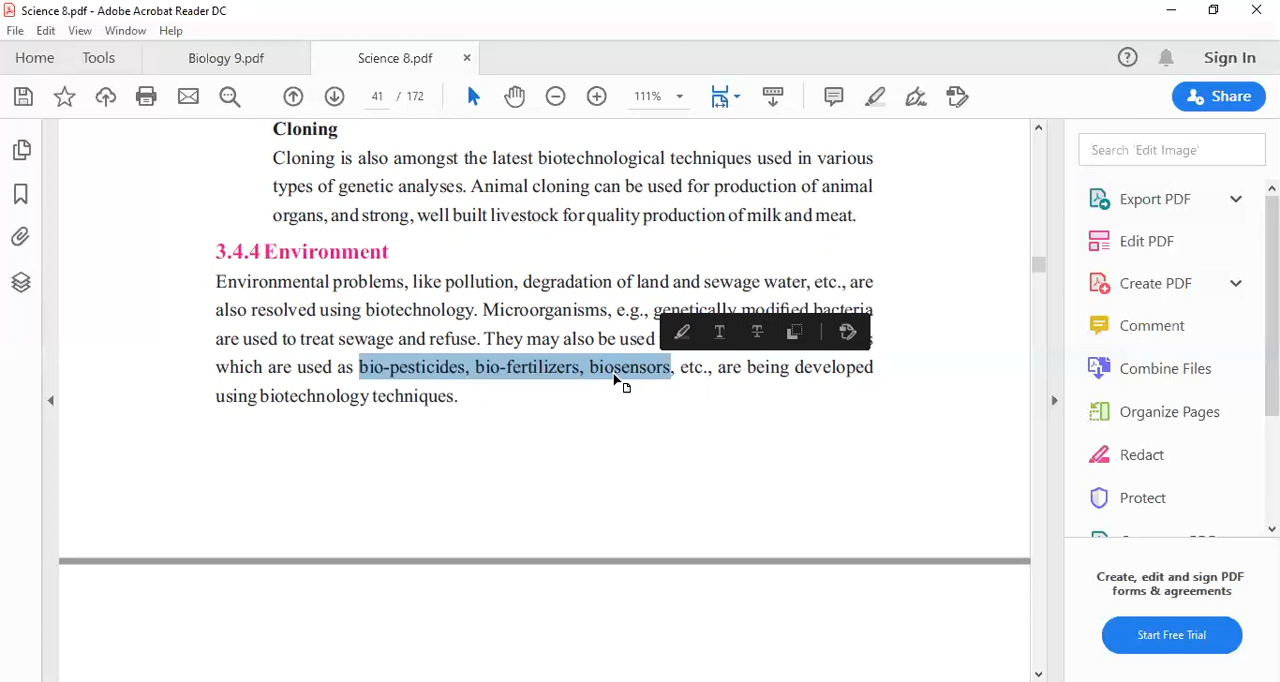 Science 8.pdf - Adobe Acrobat Reader DC
File Edit View Window Help
Home Tools Biology 9.pdf Science 8.pdf × Sign In
41 / 172 111% Share
Cloning
Cloning is also amongst the latest biotechnological techniques used in various
types of genetic analyses. Animal cloning can be used for production of animal
organs, and strong, well built livestock for quality production of milk and meat.
3.4.4 Environment
Environmental problems, like pollution, degradation of land and sewage water, etc., are
also resolved using biotechnology. Microorganisms, e.g., genetically modified bacteria
are used to treat sewage and refuse. They may also be used
which are used as bio-pesticides, bio-fertilizers, biosensors, etc., are being developed
using biotechnology techniques.
Search 'Edit Image'
Export PDF
Edit PDF
Create PDF
Comment
Combine Files
Organize Pages
Redact
Protect
Create, edit and sign PDF
forms & agreements
Start Free Trial